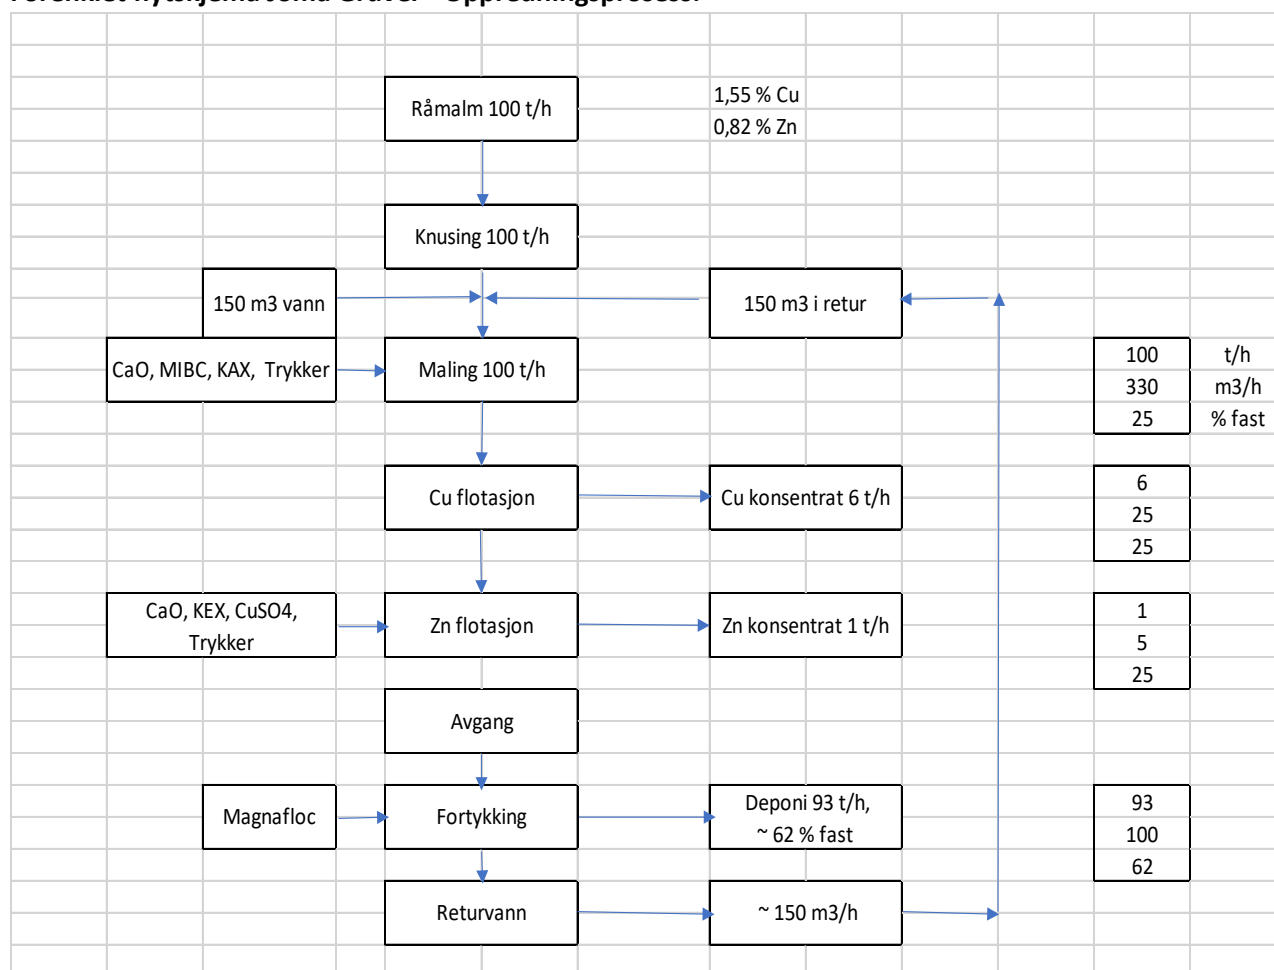 Råmalm 100 t/h
1,55 % Cu
0,82 % Zn
Knusing 100 t/h
150 m3 vann
150 m3 i retur
CaO, MIBC, KAX, Trykker
Maling 100 t/h
100 t/h
330 m3/h
25 % fast
Cu flotasjon
Cu konsentrat 6 t/h
6
25
25
CaO, KEX, CuSO4,
Trykker
Zn flotasjon
Zn konsentrat 1 t/h
1
5
25
Avgang
Magnafloc
Fortykking
Deponi 93 t/h,
~ 62 % fast
93
100
62
Returvann
~ 150 m3/h